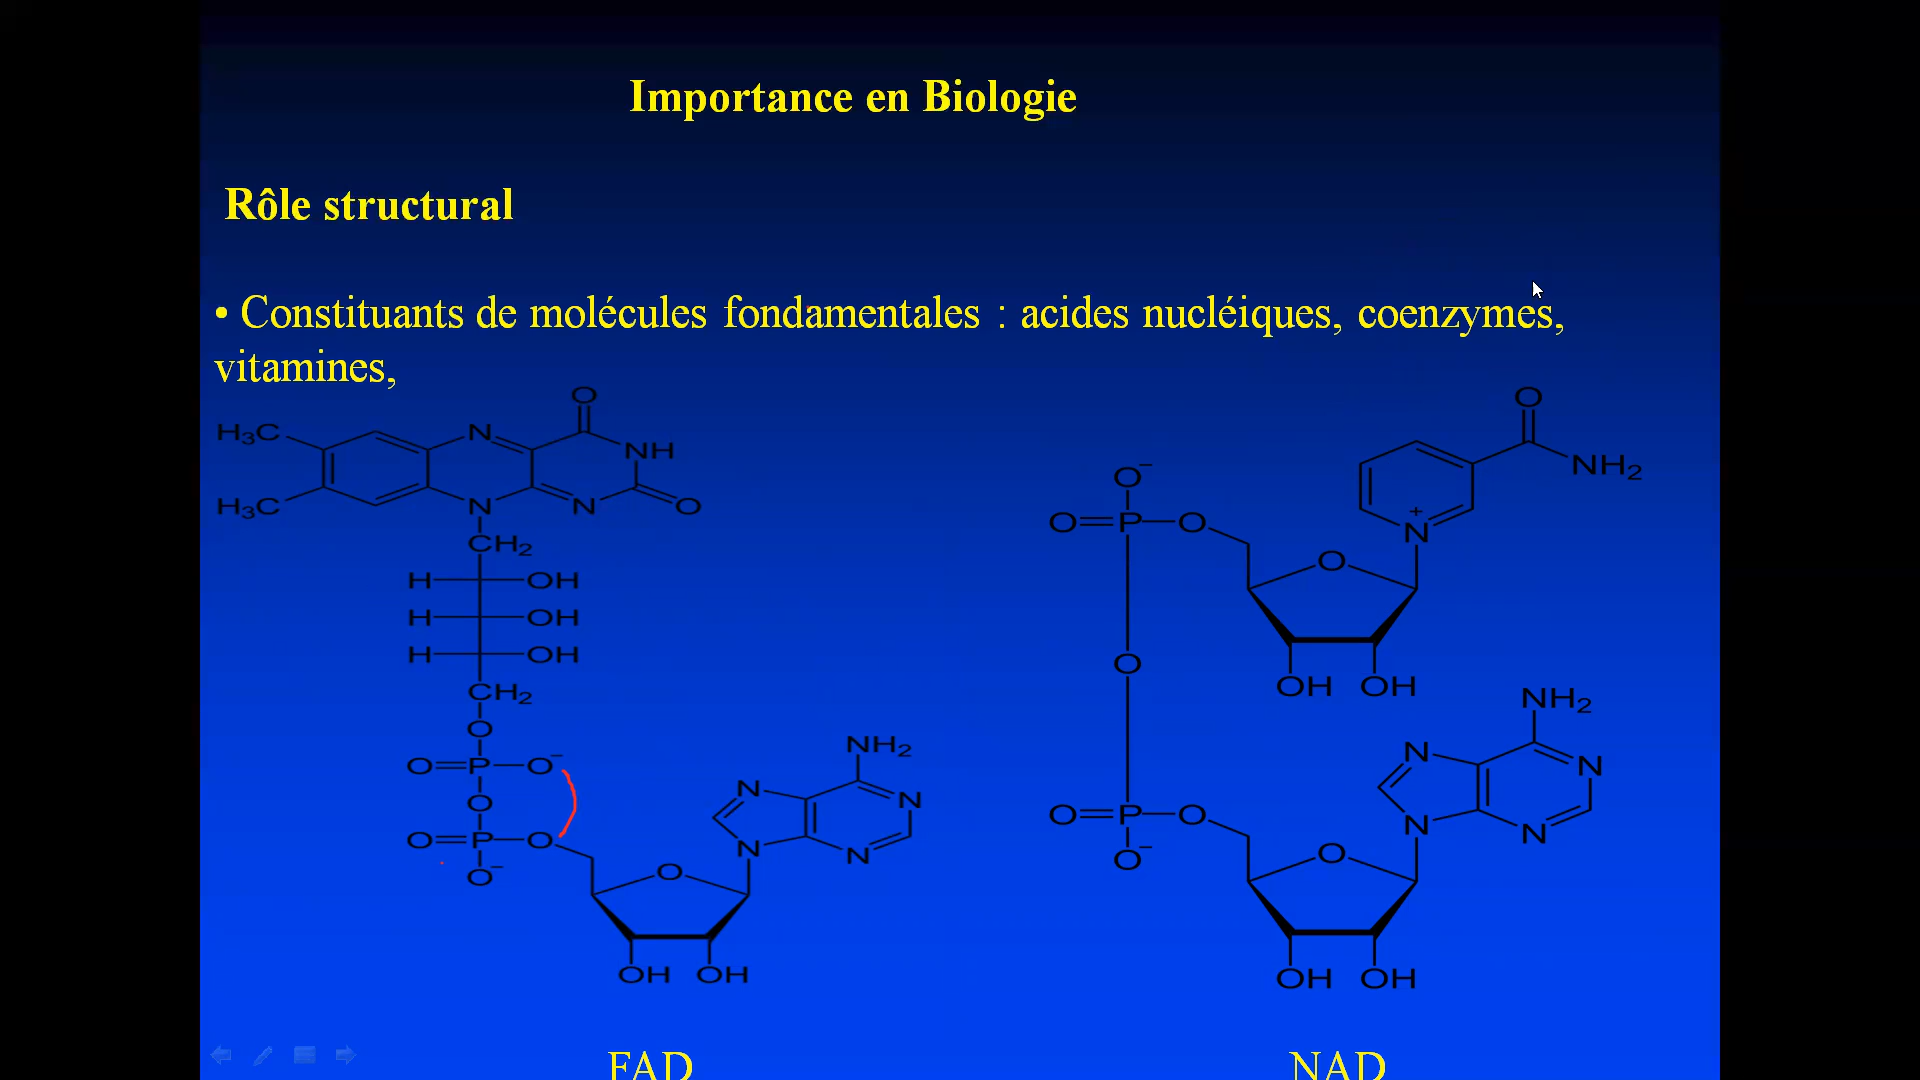 Importance en Biologie
Rôle structural
• Constituants de molécules fondamentales : acides nucléiques, coenzymes,
vitamines,
O
H₃C N NH
H₃C N N O
CH₂
H OH
H OH
H OH
CH₂
O
O P O⁻
O
O P O
O⁻
NH₂
N N
N N
O
OH OH
O
NH₂
O⁻
O P O
N⁺
O
OH OH
O
NH₂
N N
O P O
N N
O⁻
O
OH OH
FAD NAD